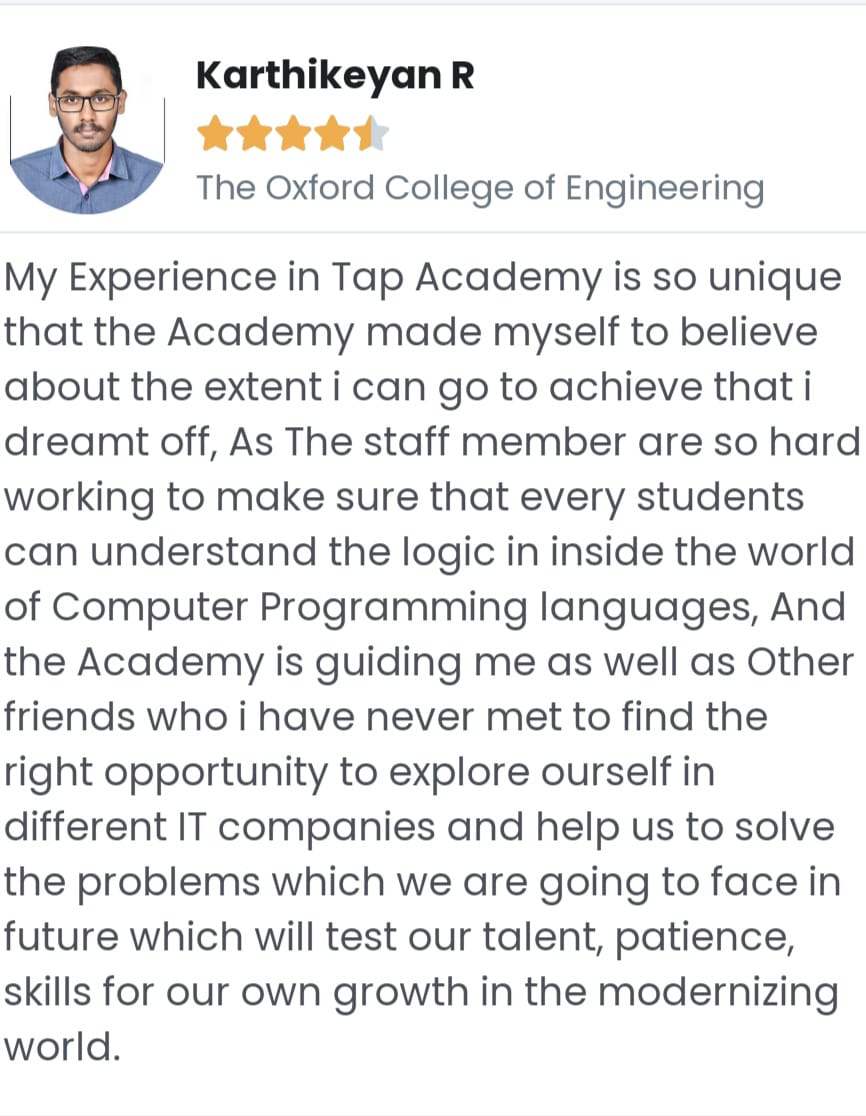 Karthikeyan R
The Oxford College of Engineering
My Experience in Tap Academy is so unique
that the Academy made myself to believe
about the extent i can go to achieve that i
dreamt off, As The staff member are so hard
working to make sure that every students
can understand the logic in inside the world
of Computer Programming languages, And
the Academy is guiding me as well as Other
friends who i have never met to find the
right opportunity to explore ourself in
different IT companies and help us to solve
the problems which we are going to face in
future which will test our talent, patience,
skills for our own growth in the modernizing
world.